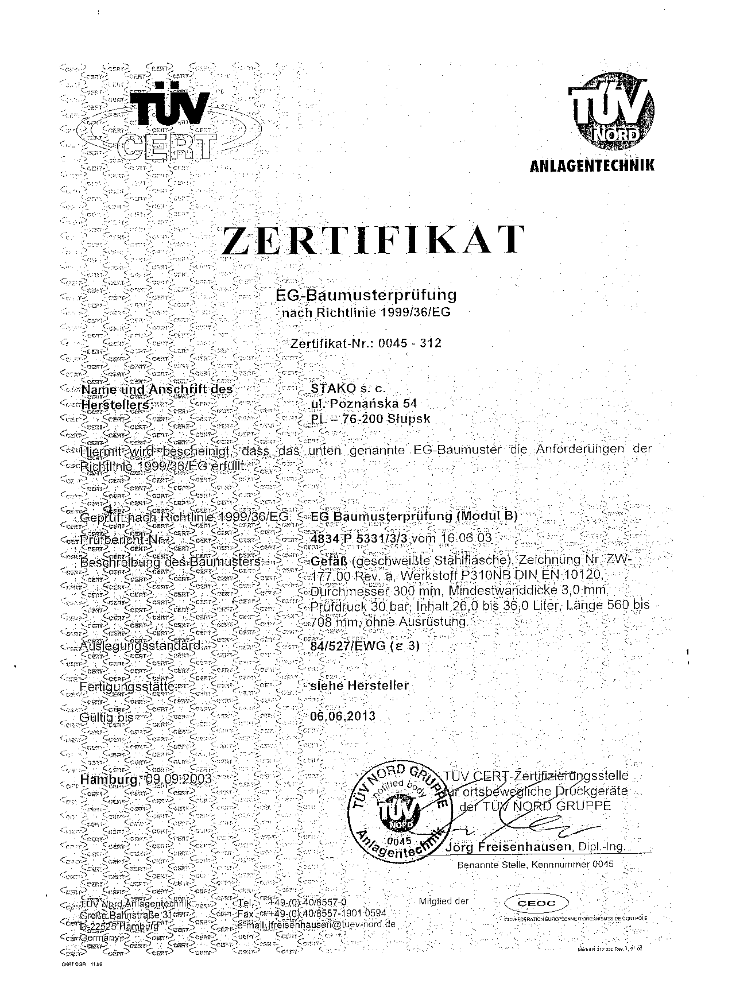 TÜV
CERT
TÜV
NORD
ANLAGENTECHNIK
ZERTIFIKAT
EG-Baumusterprüfung
nach Richtlinie 1999/36/EG
Zertifikat-Nr.: 0045 - 312
Name und Anschrift des STAKO s. c.
Herstellers: ul. Poznańska 54
PL – 76-200 Słupsk
Hiermit wird bescheinigt, dass das unten genannte EG-Baumuster die Anforderungen der
Richtlinie 1999/36/EG erfüllt.
Geprüft nach Richtlinie 1999/36/EG: EG Baumusterprüfung (Modul B)
Prüfbericht-Nr.: 4834 P 5331/3/3 vom 16.06.03
Beschreibung des Baumusters: Gefäß (geschweißte Stahlflasche), Zeichnung Nr. ZW-
177.00 Rev. a, Werkstoff P310NB DIN EN 10120,
Durchmesser 300 mm, Mindestwanddicke 3,0 mm,
Prüfdruck 30 bar, Inhalt 26,0 bis 36,0 Liter, Länge 560 bis
708 mm, ohne Ausrüstung.
Auslegungsstandard: 84/527/EWG (ε 3)
Fertigungsstätte: siehe Hersteller
Gültig bis: 06.06.2013
Hamburg, 09.09.2003
TÜV NORD GRUPPE
notified body
TÜV NORD
0045
Anlagentechnik
TÜV CERT-Zertifizierungsstelle
für ortsbewegliche Druckgeräte
der TÜV NORD GRUPPE
Jörg Freisenhausen, Dipl.-Ing.
Benannte Stelle, Kennnummer 0045
TÜV Nord Anlagentechnik Tel. +49-(0) 40/8557-0 Mitglied der CEOC
Große Bahnstraße 31 Fax +49-(0) 40/8557-1901 0594
CONFÉDÉRATION EUROPÉENNE D'ORGANISMES DE CONTRÔLE
D-22525 Hamburg e-mail jfreisenhausen@tuev-nord.de
Germany
Modul B 312.doc Rev. 1, 01.00
CERT DGR 11.99